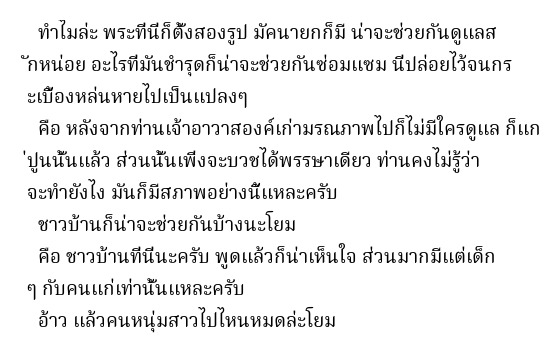 ทำไมล่ะ พระที่นี่ก็ตั้งสองรูป มัคนายกก็มี น่าจะช่วยกันดูแลส
ักหน่อย อะไรที่มันชำรุดก็น่าจะช่วยกันซ่อมแซม นี่ปล่อยไว้จนกร
ะเบื้องหล่นหายไปเป็นแปลงๆ
คือ หลังจากท่านเจ้าอาวาสองค์เก่ามรณภาพไปก็ไม่มีใครดูแล ก็แก
่ปูนนั้นแล้ว ส่วนนั้นเพิ่งจะบวชได้พรรษาเดียว ท่านคงไม่รู้ว่า
จะทำยังไง มันก็มีสภาพอย่างนี้แหละครับ
ชาวบ้านก็น่าจะช่วยกันบ้างนะโยม
คือ ชาวบ้านที่นี่นะครับ พูดแล้วก็น่าเห็นใจ ส่วนมากมีแต่เด็ก
ๆ กับคนแก่เท่านั้นแหละครับ
อ้าว แล้วคนหนุ่มสาวไปไหนหมดล่ะโยม